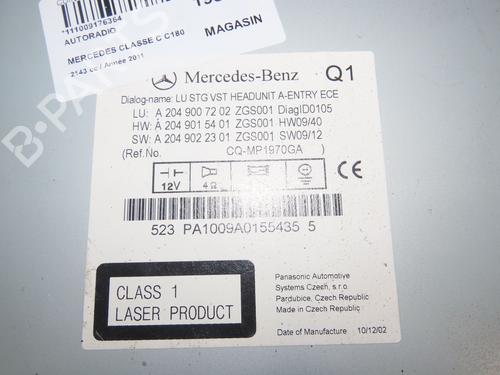 *111009176364
AUTORADIO
MERCEDES CLASSE C C180
MAGASIN
2143 cc / Année 2011
Mercedes-Benz Q1
Dialog-name: LU STG VST HEADUNIT A-ENTRY ECE
LU: A 204 900 72 02 ZGS001 DiagID0105
HW: A 204 901 54 01 ZGS001 HW09/40
SW: A 204 902 23 01 ZGS001 SW09/12
(Ref.No. CQ-MP1970GA )
12V 4Ω
523 PA1009A0155435 5
CLASS 1
LASER PRODUCT
Panasonic Automotive
Systems Czech, s.r.o.
Pardubice, Czech Republic
Made in Czech Republic
Date of Manufacture 10/12/02